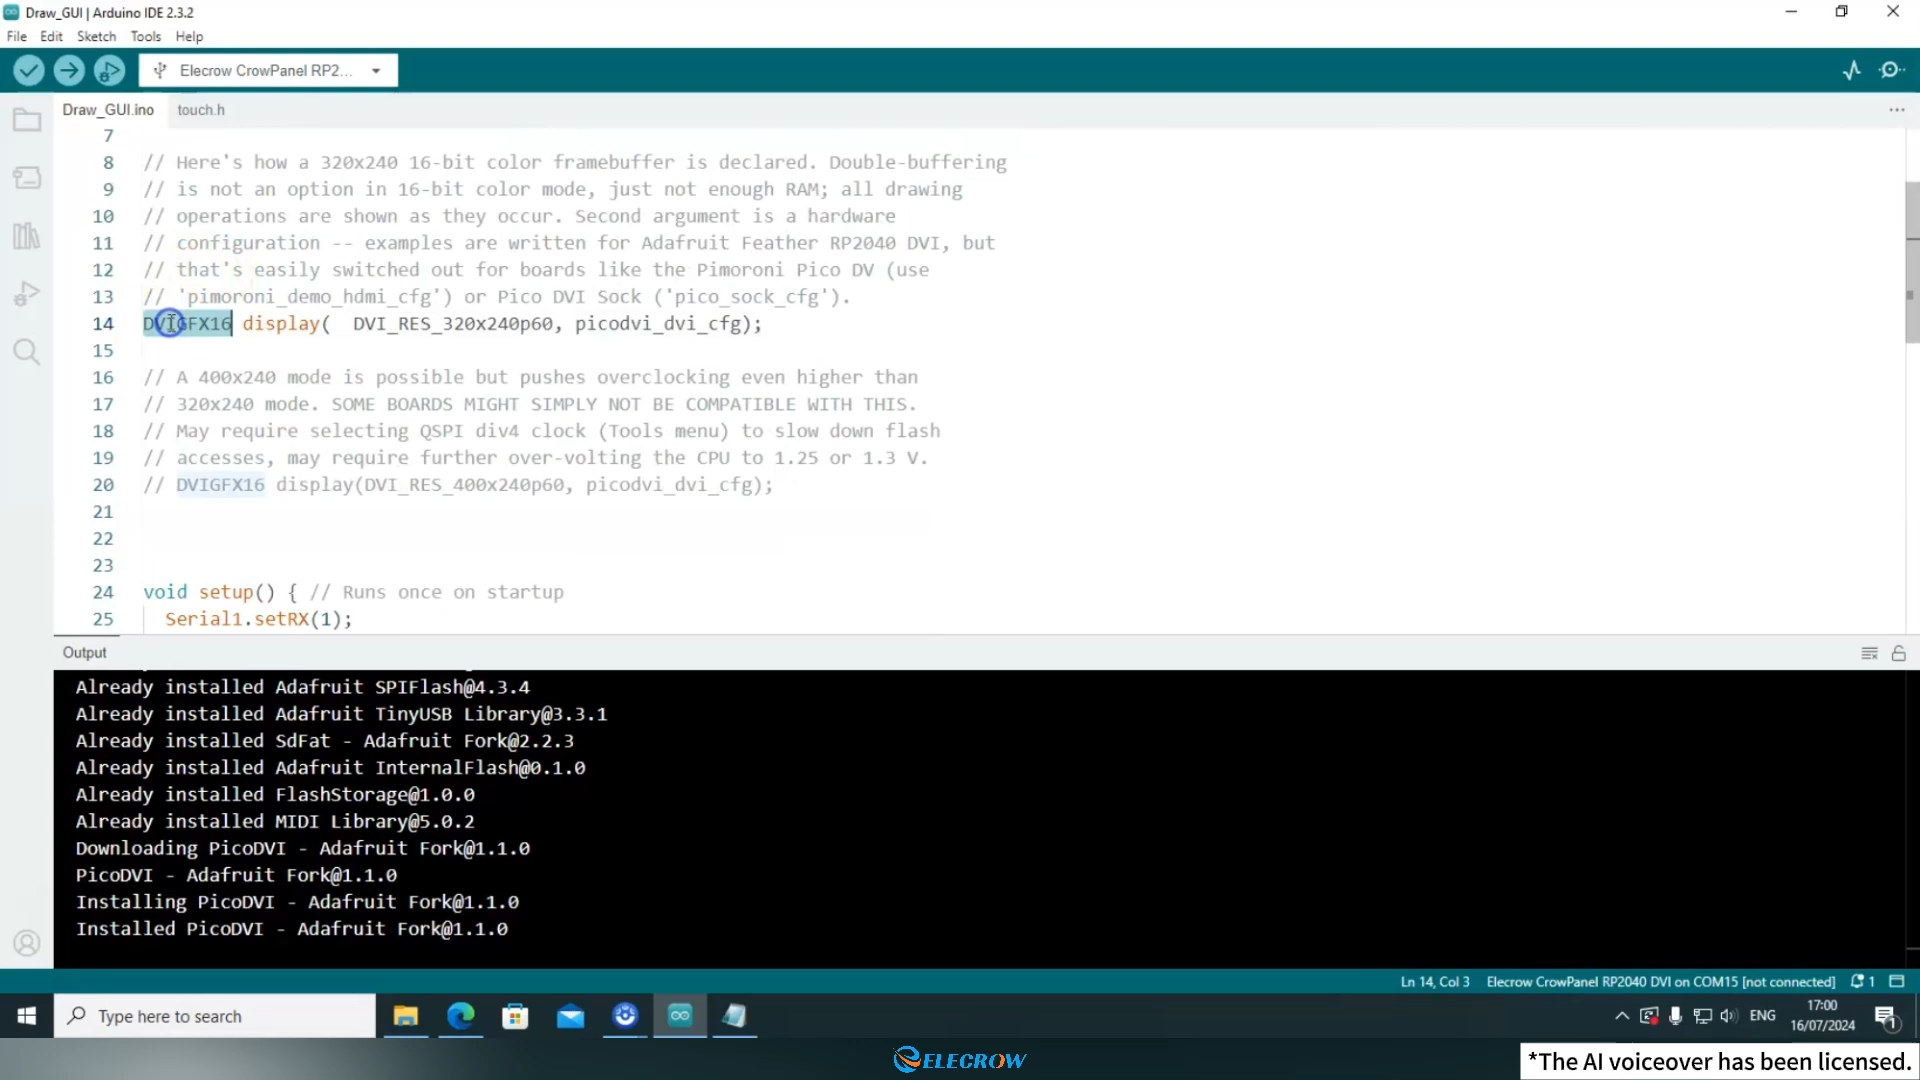 Draw_GUI | Arduino IDE 2.3.2
File Edit Sketch Tools Help
Elecrow CrowPanel RP2...
Draw_GUI.ino touch.h
7
8 // Here's how a 320x240 16-bit color framebuffer is declared. Double-buffering
9 // is not an option in 16-bit color mode, just not enough RAM; all drawing
10 // operations are shown as they occur. Second argument is a hardware
11 // configuration -- examples are written for Adafruit Feather RP2040 DVI, but
12 // that's easily switched out for boards like the Pimoroni Pico DV (use
13 // 'pimoroni_demo_hdmi_cfg') or Pico DVI Sock ('pico_sock_cfg').
14 DVIGFX16 display(  DVI_RES_320x240p60, picodvi_dvi_cfg);
15
16 // A 400x240 mode is possible but pushes overclocking even higher than
17 // 320x240 mode. SOME BOARDS MIGHT SIMPLY NOT BE COMPATIBLE WITH THIS.
18 // May require selecting QSPI div4 clock (Tools menu) to slow down flash
19 // accesses, may require further over-volting the CPU to 1.25 or 1.3 V.
20 // DVIGFX16 display(DVI_RES_400x240p60, picodvi_dvi_cfg);
21
22
23
24 void setup() { // Runs once on startup
25 Serial1.setRX(1);
Output
Already installed Adafruit SPIFlash@4.3.4
Already installed Adafruit TinyUSB Library@3.3.1
Already installed SdFat - Adafruit Fork@2.2.3
Already installed Adafruit InternalFlash@0.1.0
Already installed FlashStorage@1.0.0
Already installed MIDI Library@5.0.2
Downloading PicoDVI - Adafruit Fork@1.1.0
PicoDVI - Adafruit Fork@1.1.0
Installing PicoDVI - Adafruit Fork@1.1.0
Installed PicoDVI - Adafruit Fork@1.1.0
Ln 14, Col 3 Elecrow CrowPanel RP2040 DVI on COM15 [not connected] 1
Type here to search
ENG
17:00
16/07/2024
1
ELECROW
*The AI voiceover has been licensed.